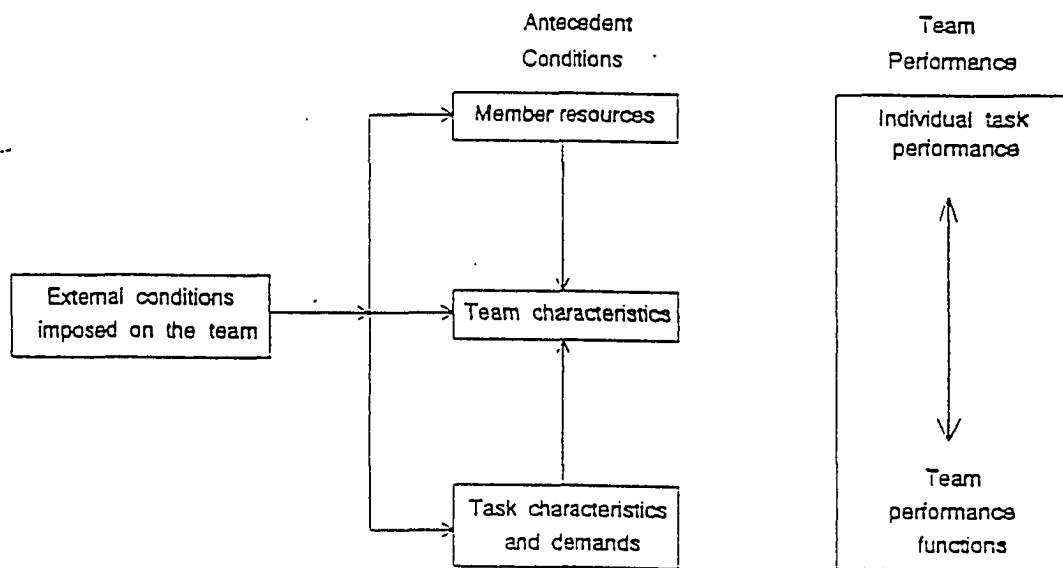 Antecedent
Conditions
Team
Performance
Member resources
Individual task
performance
External conditions
imposed on the team
Team characteristics
Task characteristics
and demands
Team
performance
functions